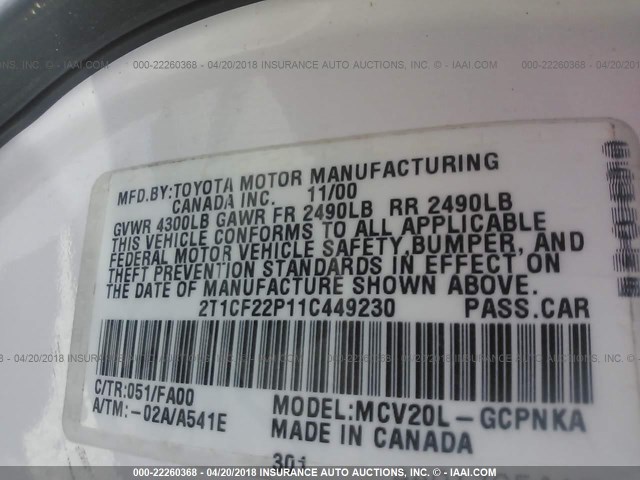 000-22260368 - 04/20/2018 INSURANCE AUTO AUCTIONS, INC. - © IAAI.COM
MFD.BY:TOYOTA MOTOR MANUFACTURING
CANADA INC. 11/00
GVWR 4300LB GAWR FR 2490LB RR 2490LB
THIS VEHICLE CONFORMS TO ALL APPLICABLE
FEDERAL MOTOR VEHICLE SAFETY,BUMPER, AND
THEFT PREVENTION STANDARDS IN EFFECT ON
THE DATE OF MANUFACTURE SHOWN ABOVE.
2T1CF22P11C449230 PASS.CAR
C/TR:051/FA00 MODEL:MCV20L-GCPNKA
A/TM:-02A/A541E MADE IN CANADA
000-22260368 - 04/20/2018 INSURANCE AUTO AUCTIONS, INC. - © IAAI.COM